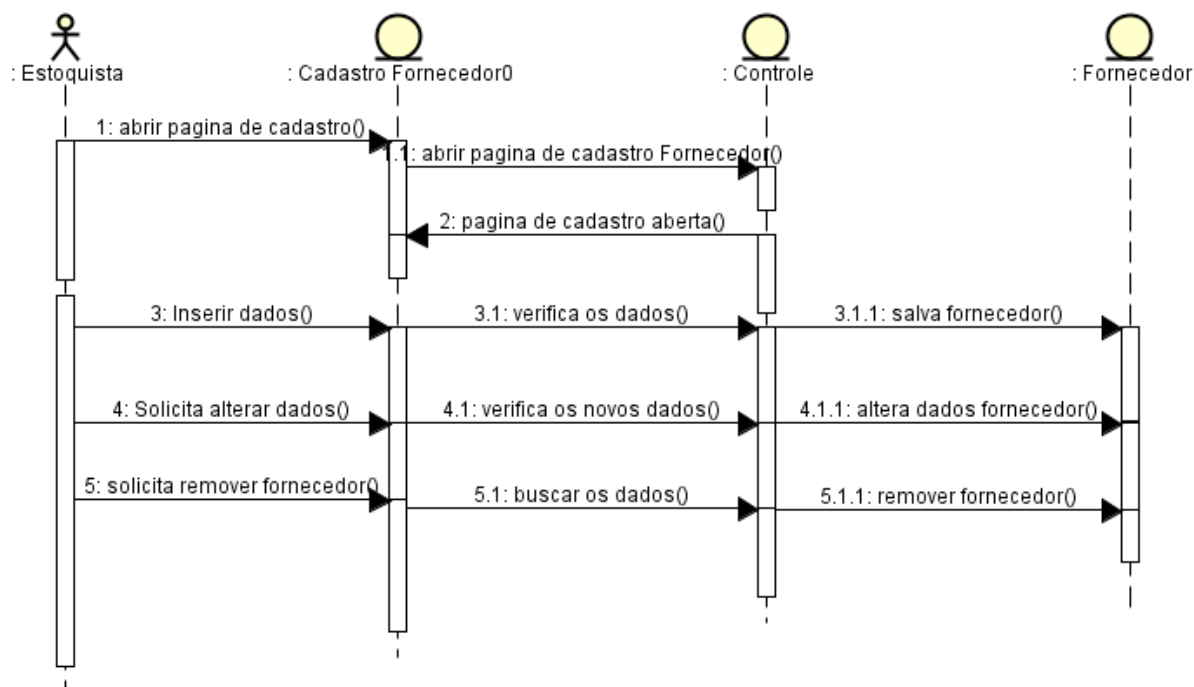 : Estoquista
: Cadastro Fornecedor0
: Controle
: Fornecedor
1: abrir pagina de cadastro()
1.1: abrir pagina de cadastro Fornecedor()
2: pagina de cadastro aberta()
3: Inserir dados()
3.1: verifica os dados()
3.1.1: salva fornecedor()
4: Solicita alterar dados()
4.1: verifica os novos dados()
4.1.1: altera dados fornecedor()
5: solicita remover fornecedor()
5.1: buscar os dados()
5.1.1: remover fornecedor()